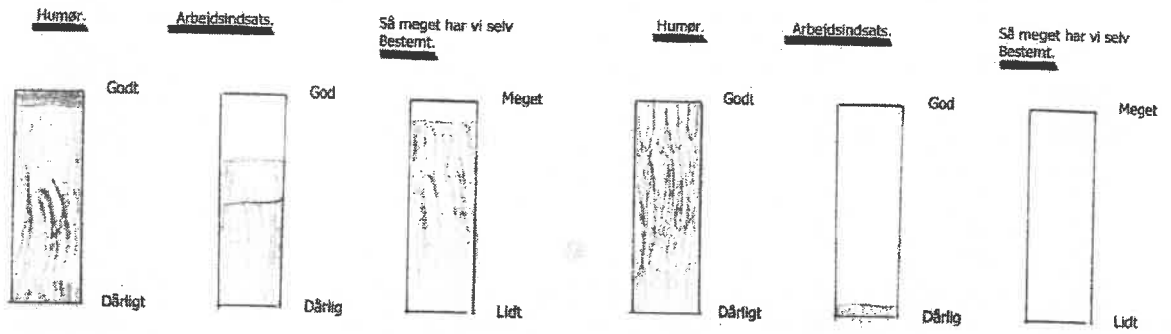 Humør.
Arbejdsindsats.
Så meget har vi selv
Bestemt.
Godt
God
Meget
Dårligt
Dårlig
Lidt
Humør.
Arbejdsindsats.
Så meget har vi selv
Bestemt.
Godt
God
Meget
Dårligt
Dårlig
Lidt